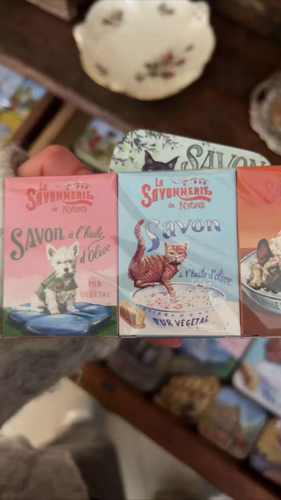 SAVON
LA
SAVONNERIE
de NYONS
SAVON
à l'huile
d'olive
PUR
VÉGÉTAL
LA
SAVONNERIE
de NYONS
SAVON
à l'huile d'olive
PUR VÉGÉTAL